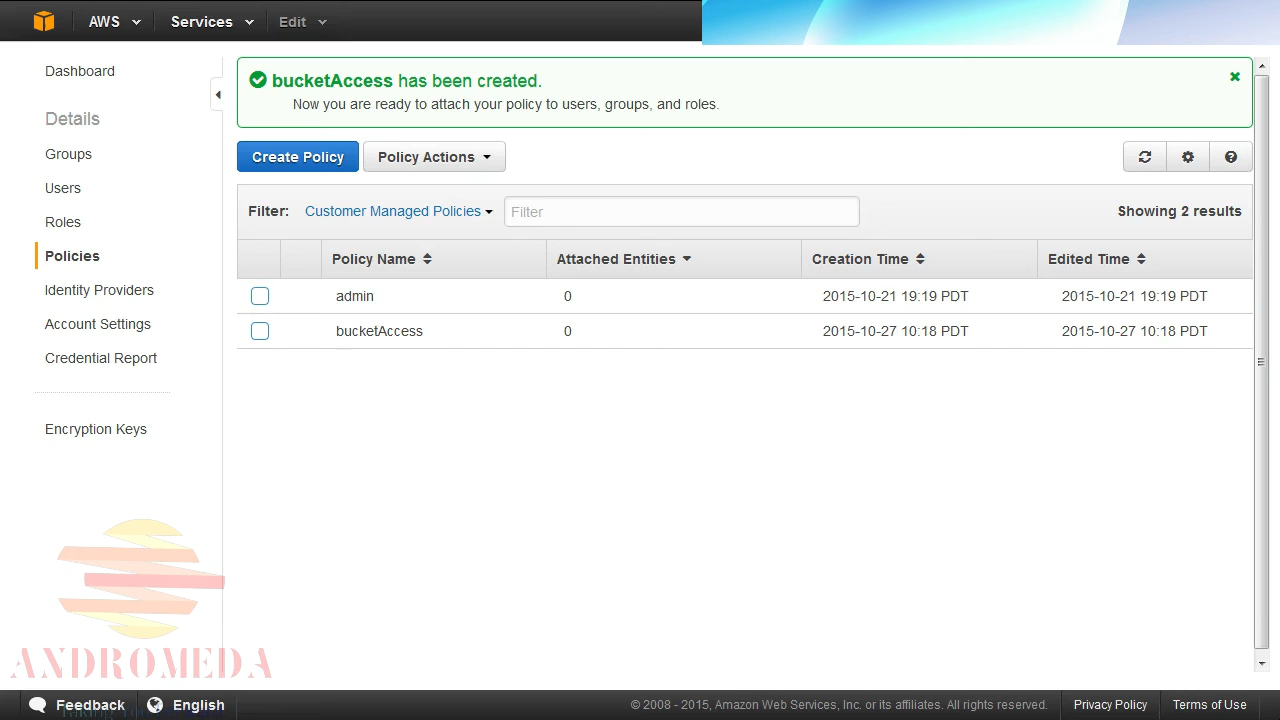 AWS Services Edit
Dashboard
Details
Groups
Users
Roles
Policies
Identity Providers
Account Settings
Credential Report
Encryption Keys
bucketAccess has been created.
Now you are ready to attach your policy to users, groups, and roles.
Create Policy Policy Actions
Filter: Customer Managed Policies Filter Showing 2 results
Policy Name Attached Entities Creation Time Edited Time
admin 0 2015-10-21 19:19 PDT 2015-10-21 19:19 PDT
bucketAccess 0 2015-10-27 10:18 PDT 2015-10-27 10:18 PDT
ANDROMEDA
Feedback English © 2008 - 2015, Amazon Web Services, Inc. or its affiliates. All rights reserved. Privacy Policy Terms of Use